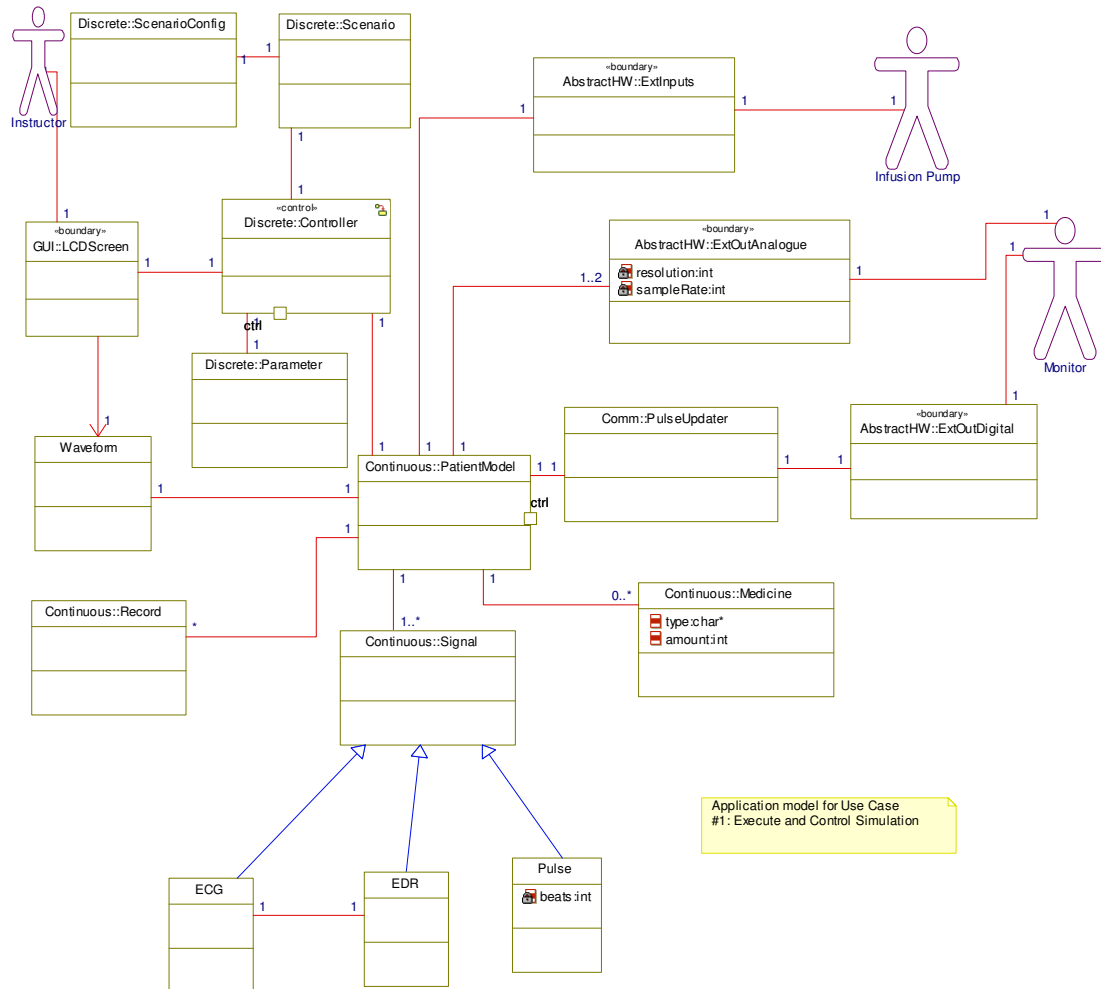 Discrete::ScenarioConfig
Discrete::Scenario
1
1
Instructor
«boundary»
AbstractHW::ExtInputs
1
1
1
Infusion Pump
1
1
1
«boundary»
GUI::LCDScreen
1
1
«control»
Discrete::Controller
ctrl
1
1
1
Discrete::Parameter
«boundary»
AbstractHW::ExtOutAnalogue
resolution:int
sampleRate:int
1..2
1
1
1
Monitor
1
Waveform
1
1
1
1
1
Continuous::PatientModel
ctrl
1
1
Comm::PulseUpdater
1
1
1
«boundary»
AbstractHW::ExtOutDigital
1
Continuous::Record
*
1
1..*
Continuous::Signal
1
0..*
Continuous::Medicine
type:char*
amount:int
Application model for Use Case
#1: Execute and Control Simulation
ECG
1
1
EDR
Pulse
beats:int